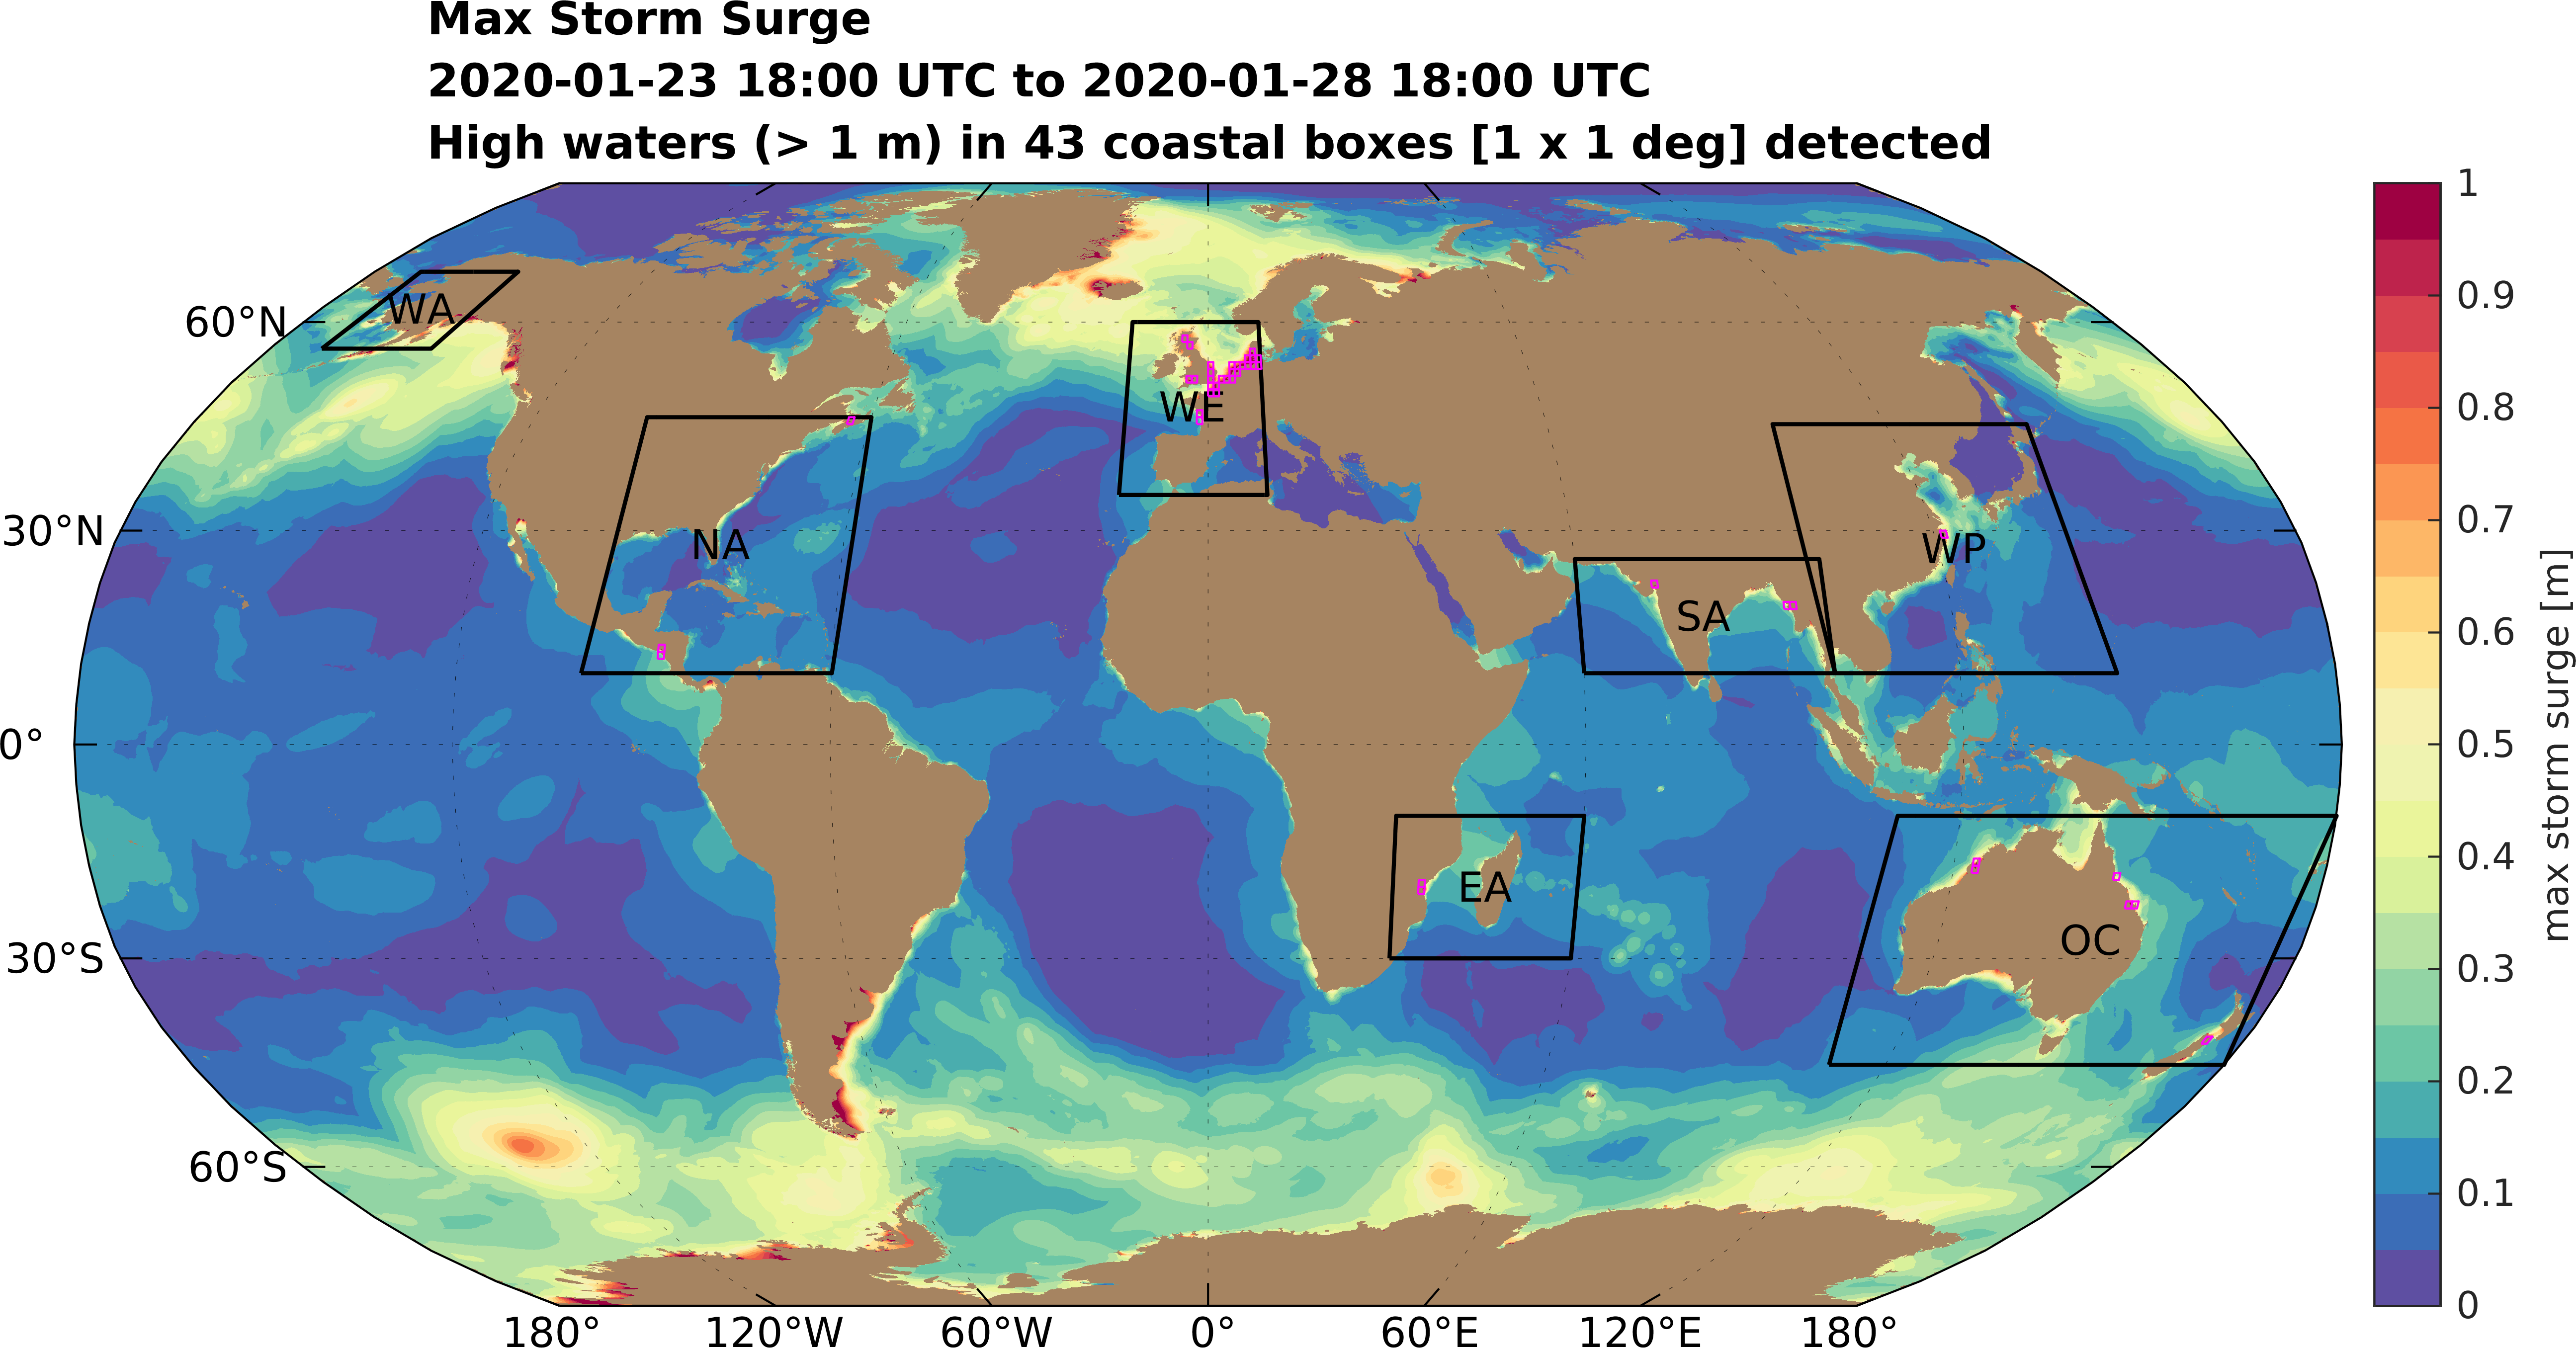 Max Storm Surge
2020-01-23 18:00 UTC to 2020-01-28 18:00 UTC
High waters (> 1 m) in 43 coastal boxes [1 x 1 deg] detected
60°N
30°N
0°
30°S
60°S
WA
NA
WE
SA
WP
EA
OC
180°
120°W
60°W
0°
60°E
120°E
180°
1
0.9
0.8
0.7
0.6
0.5
0.4
0.3
0.2
0.1
0
max storm surge [m]